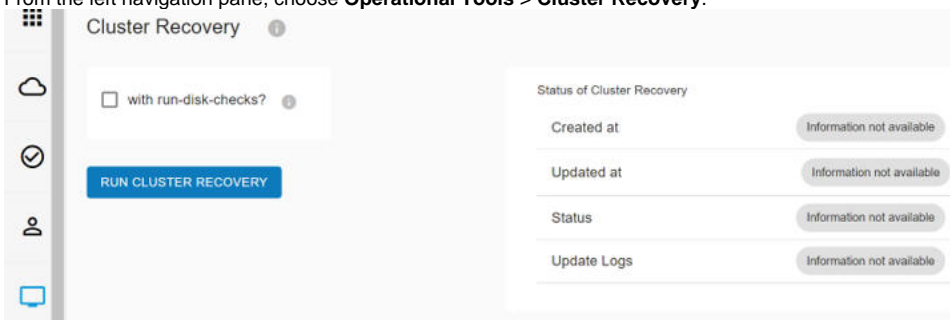 From the left navigation pane, choose Operational Tools > Cluster Recovery.
Cluster Recovery
with run-disk-checks?
RUN CLUSTER RECOVERY
Status of Cluster Recovery
Created at Information not available
Updated at Information not available
Status Information not available
Update Logs Information not available